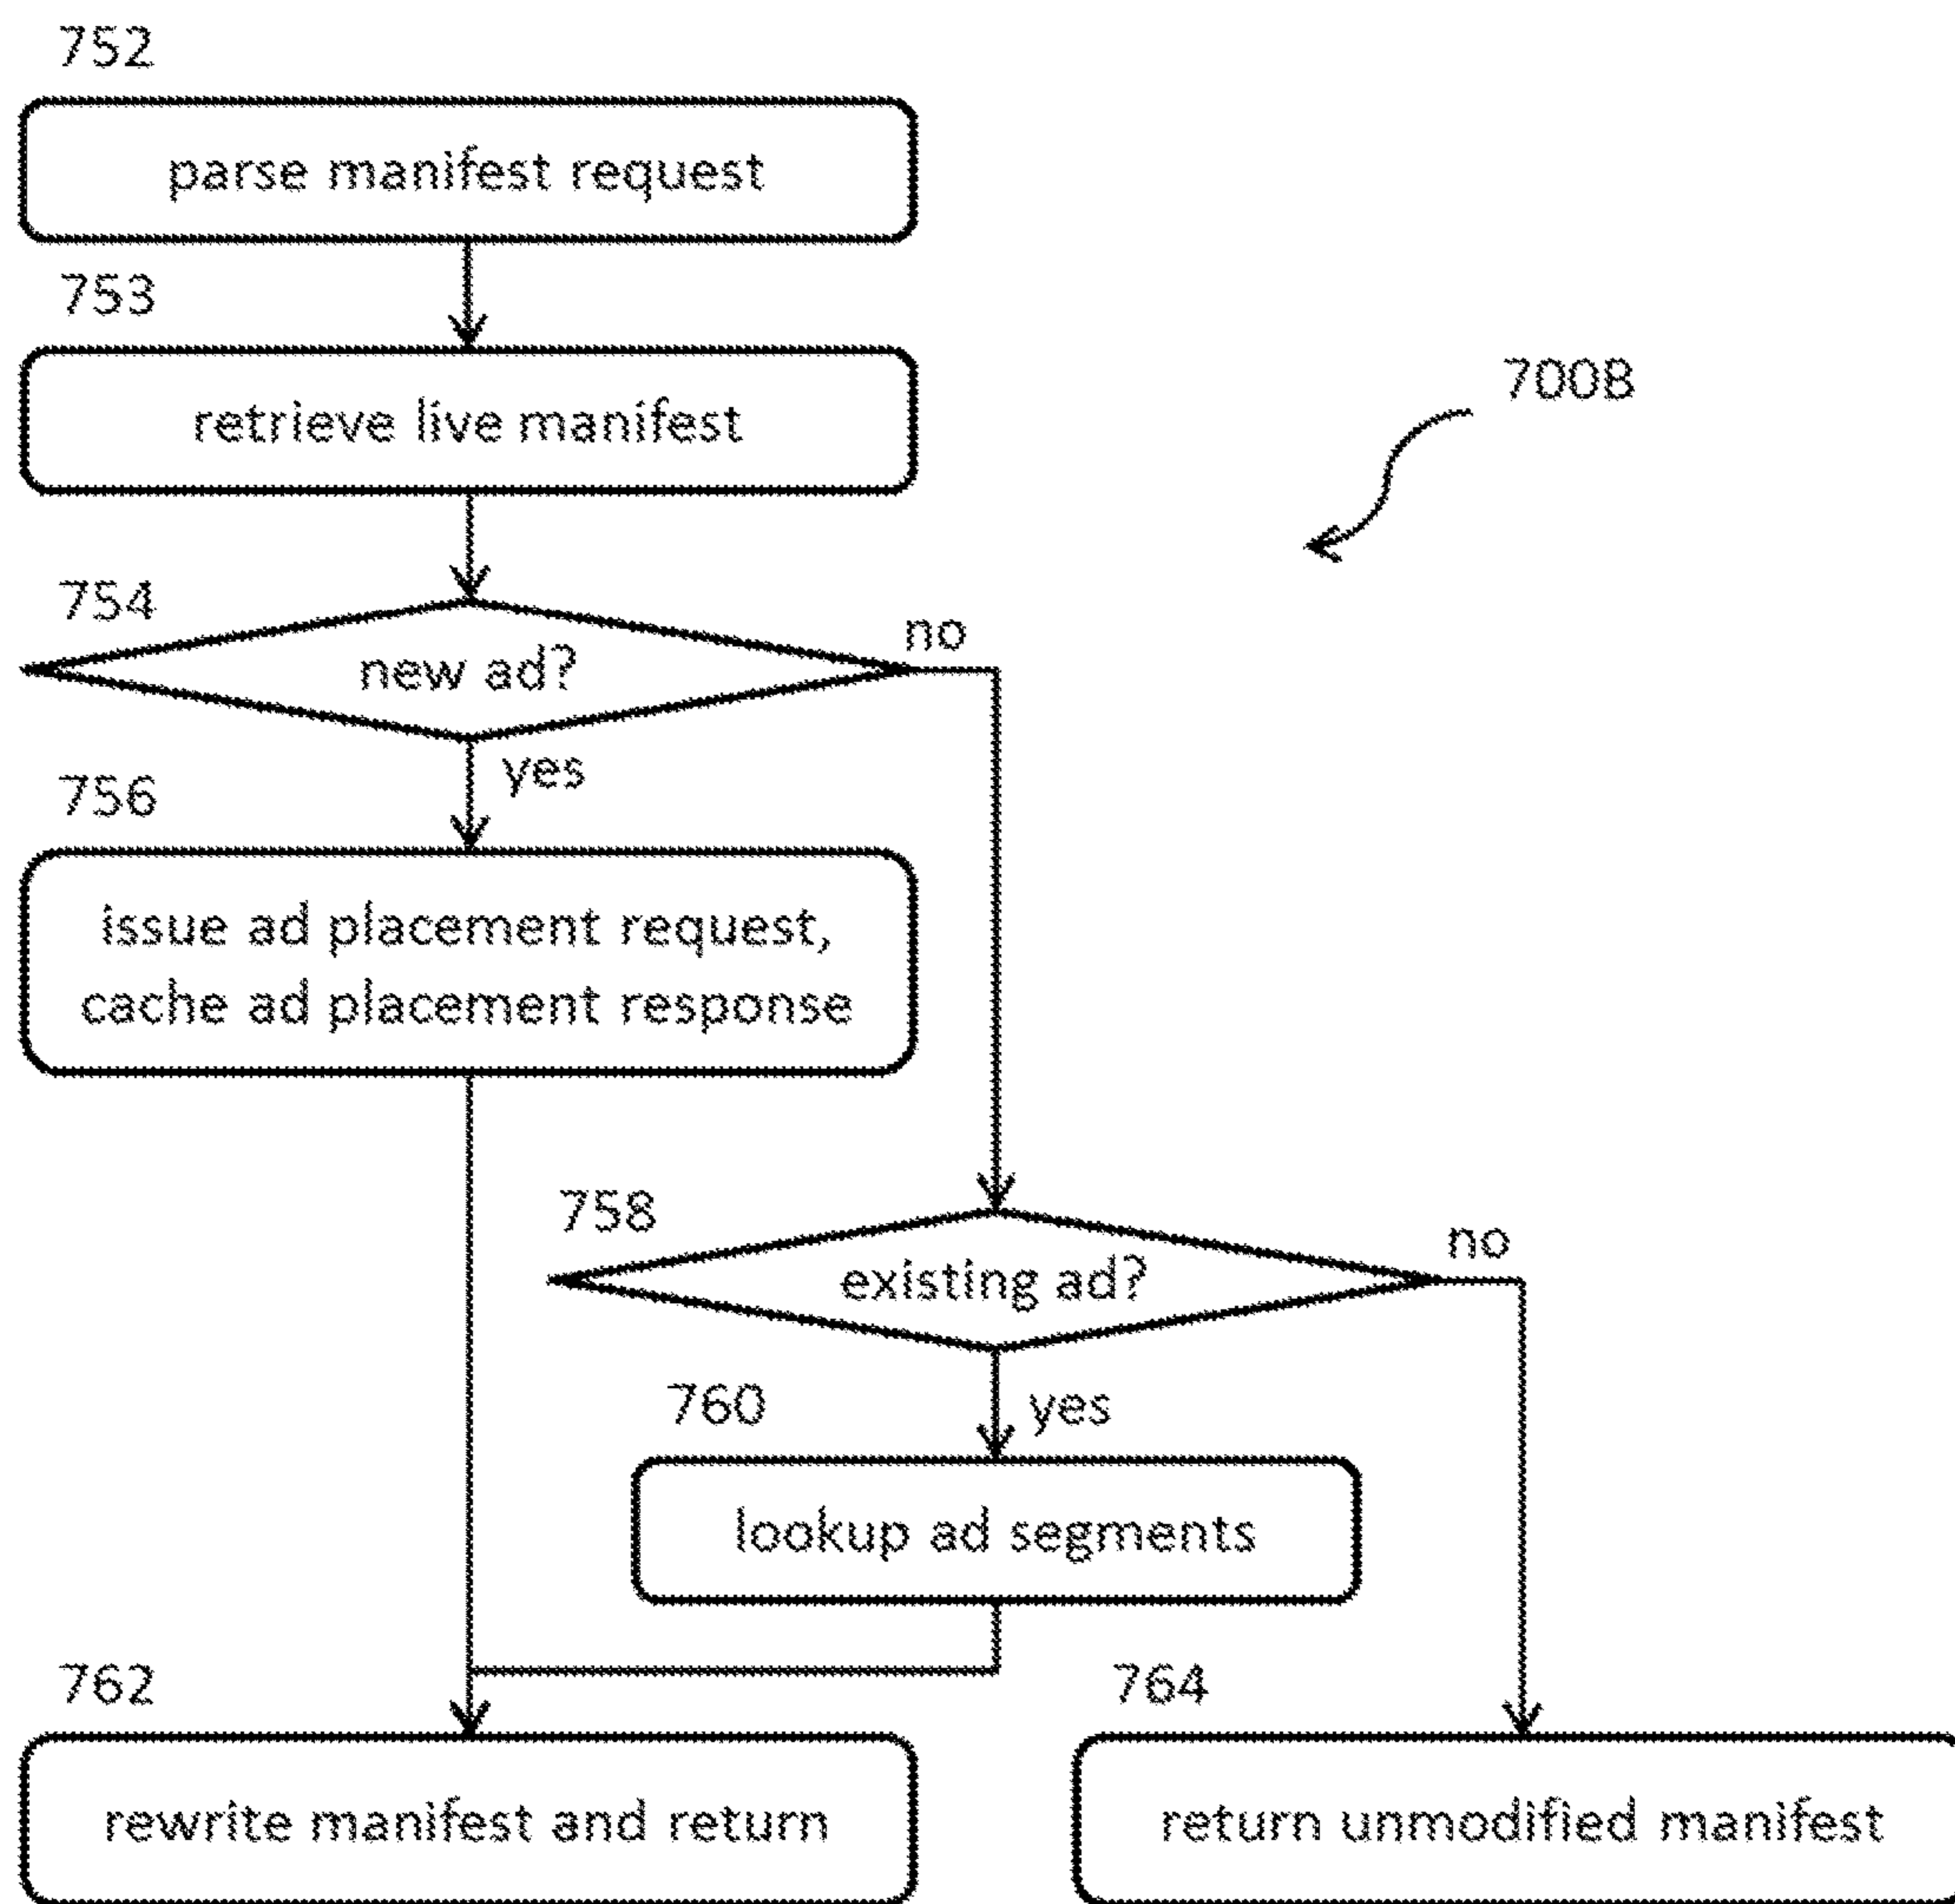 752
parse manifest request
753
retrieve live manifest
700B
754
new ad?
no
yes
756
issue ad placement request,
cache ad placement response
758
existing ad?
no
760
yes
lookup ad segments
762
rewrite manifest and return
764
return unmodified manifest